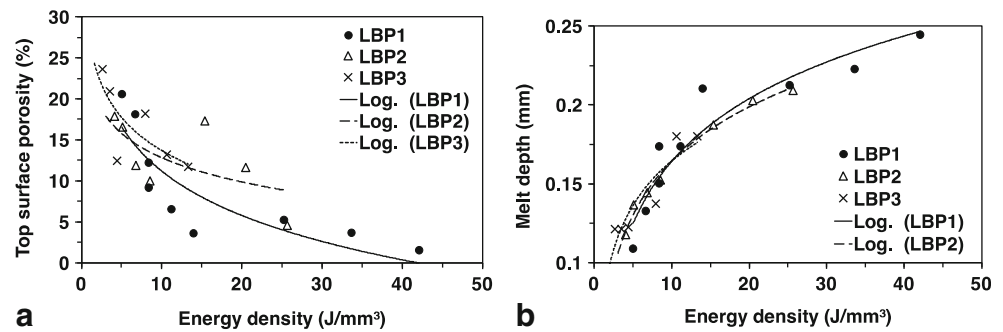 30
25
20
15
10
5
0
Top surface porosity (%)
LBP1
LBP2
LBP3
Log. (LBP1)
Log. (LBP2)
Log. (LBP3)
0 10 20 30 40 50
Energy density (J/mm³)
a
0.25
0.2
0.15
0.1
Melt depth (mm)
LBP1
LBP2
LBP3
Log. (LBP1)
Log. (LBP2)
0 10 20 30 40 50
Energy density (J/mm³)
b